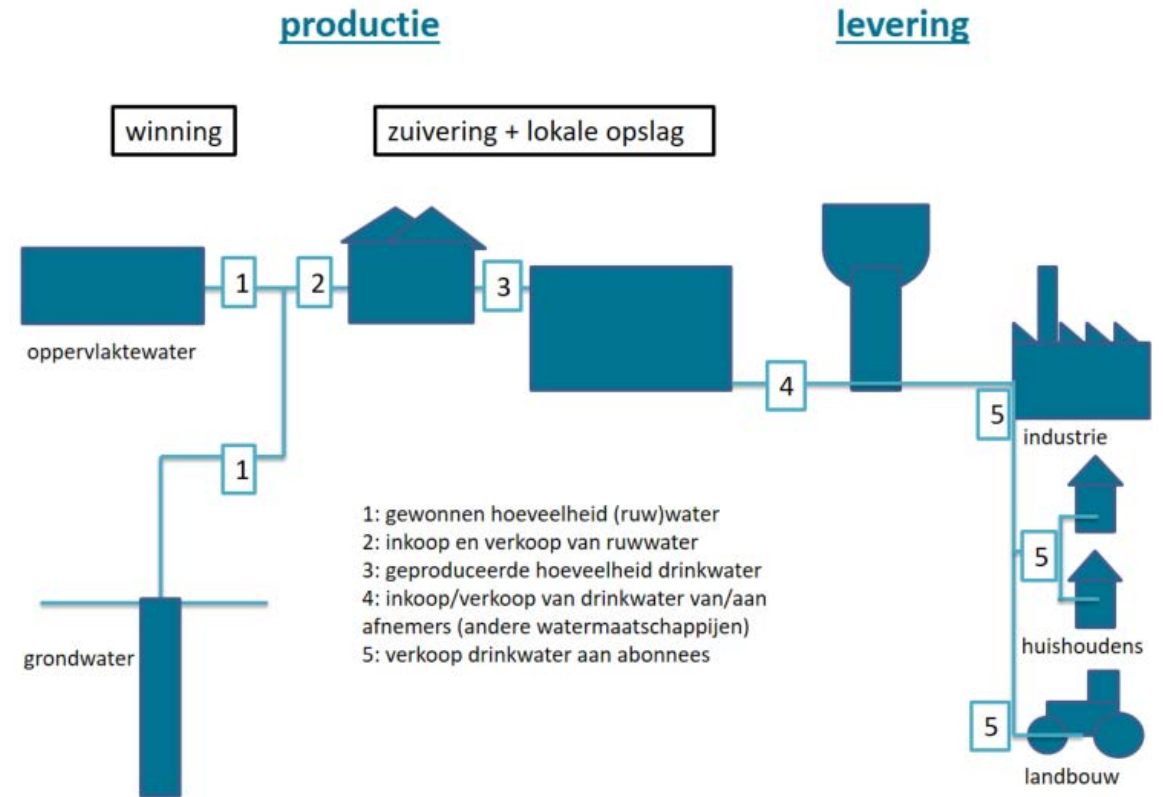 productie
levering
winning
zuivering + lokale opslag
1
2
3
oppervlaktewater
4
5
industrie
1
1: gewonnen hoeveelheid (ruw)water
2: inkoop en verkoop van ruwwater
3: geproduceerde hoeveelheid drinkwater
4: inkoop/verkoop van drinkwater van/aan
afnemers (andere watermaatschappijen)
5: verkoop drinkwater aan abonnees
5
huishoudens
grondwater
5
landbouw